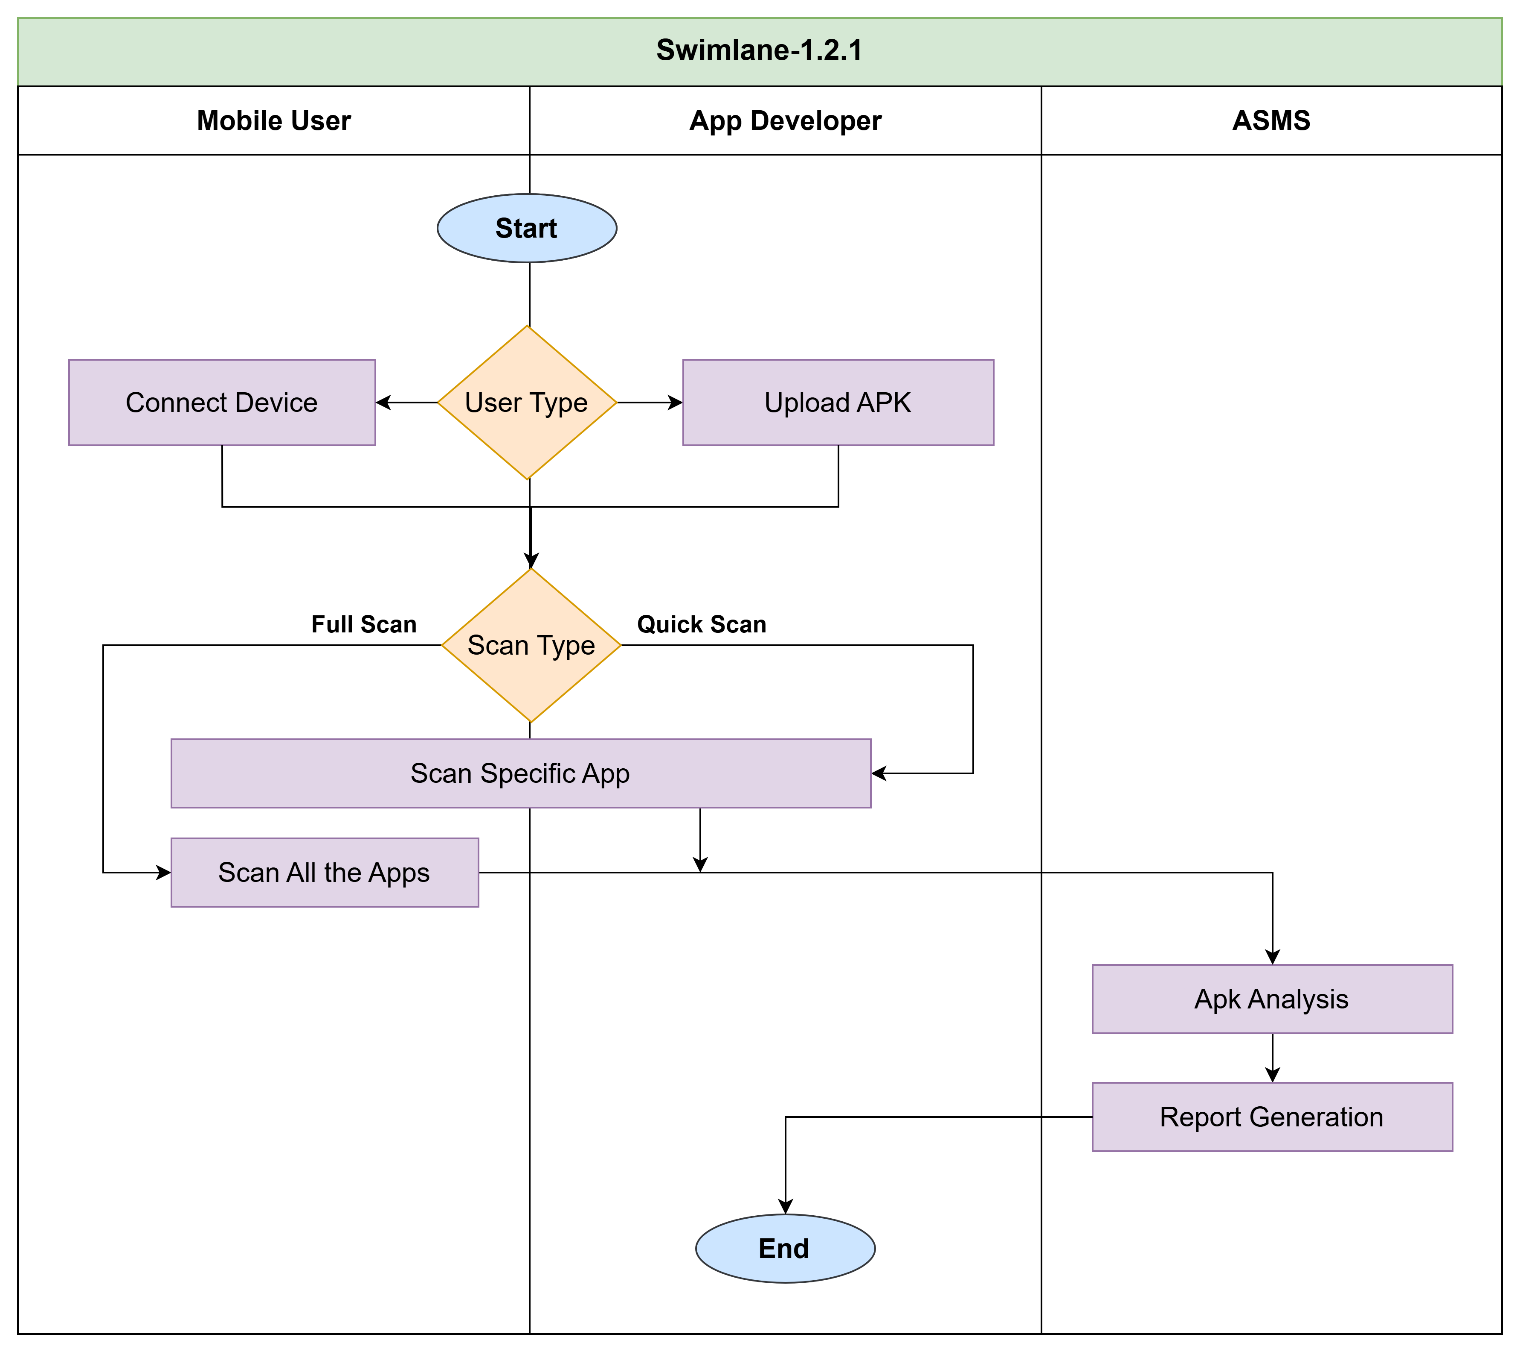 Swimlane-1.2.1
Mobile User
App Developer
ASMS
Start
Connect Device
User Type
Upload APK
Full Scan
Quick Scan
Scan Type
Scan Specific App
Scan All the Apps
Apk Analysis
Report Generation
End